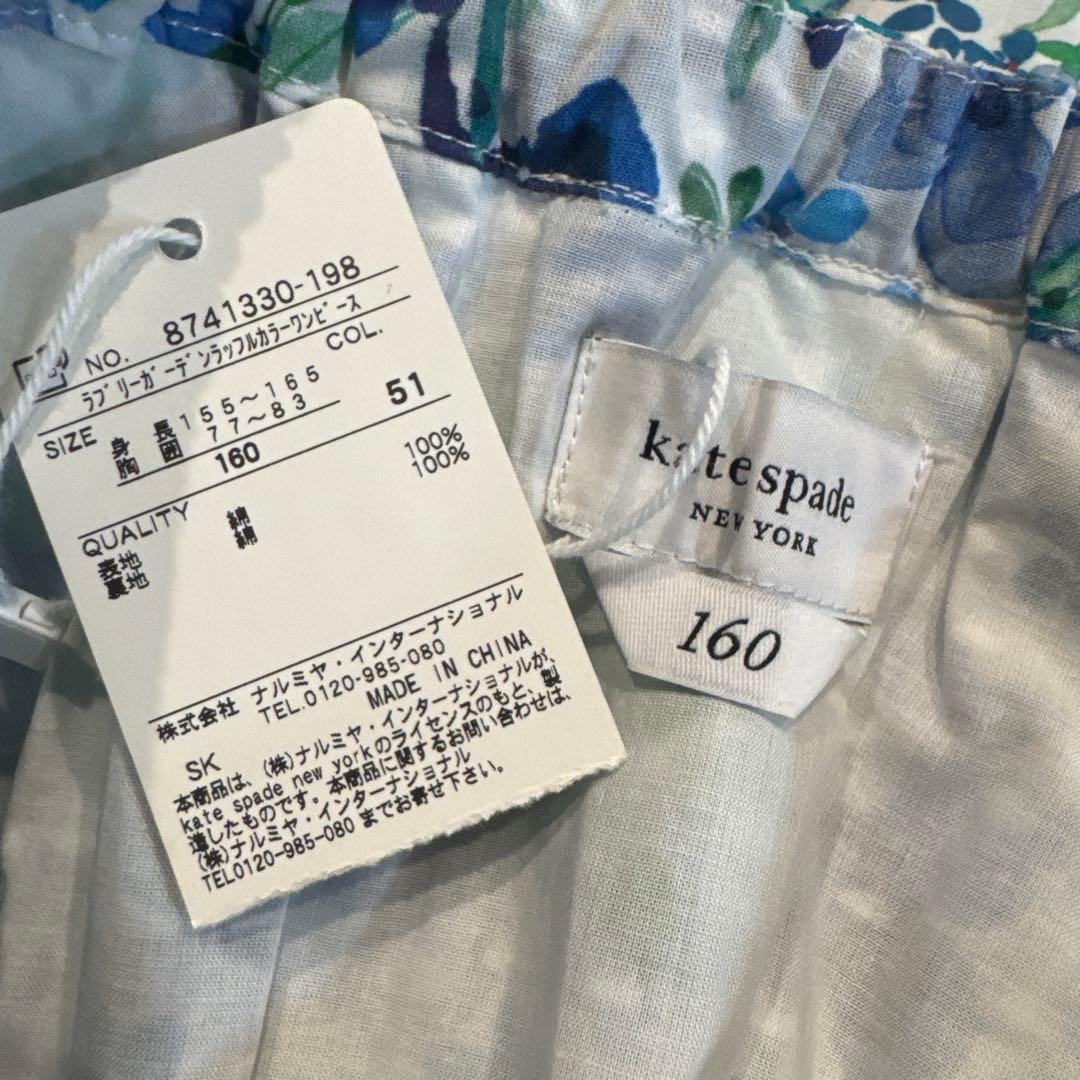 NO. 8741330-198
ラブリーガーデンラッフルカラーワンピース
COL.
SIZE 身長 155～165
胸囲 77～83
160
51
QUALITY
表地 綿 100%
裏地 綿 100%
株式会社 ナルミヤ・インターナショナル
TEL.0120-985-080
MADE IN CHINA
SK
本商品は、(株)ナルミヤ・インターナショナルが、
kate spade new yorkのライセンスのもと、製
造したものです。本商品に関するお問い合わせは、
(株)ナルミヤ・インターナショナル
TEL0120-985-080 までお寄せ下さい。
kate spade
NEW YORK
160